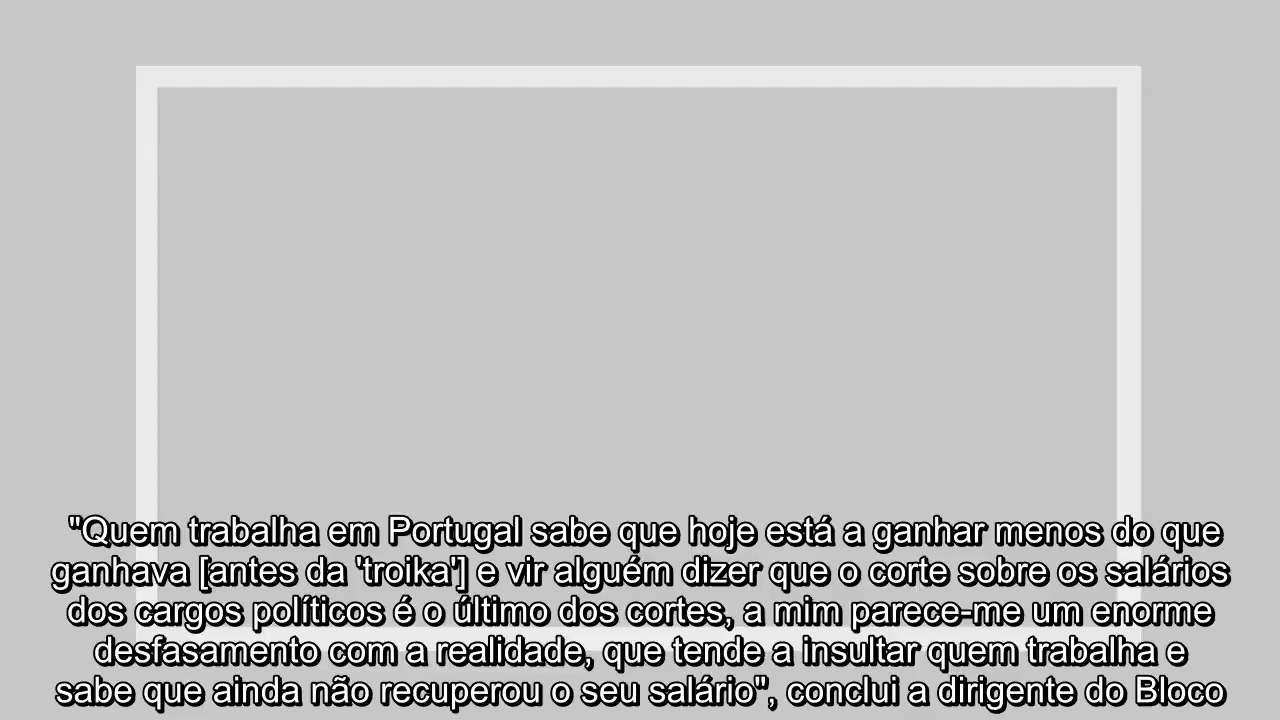 "Quem trabalha em Portugal sabe que hoje está a ganhar menos do que
ganhava [antes da 'troika'] e vir alguém dizer que o corte sobre os salários
dos cargos políticos é o último dos cortes, a mim parece-me um enorme
desfasamento com a realidade, que tende a insultar quem trabalha e
sabe que ainda não recuperou o seu salário", conclui a dirigente do Bloco